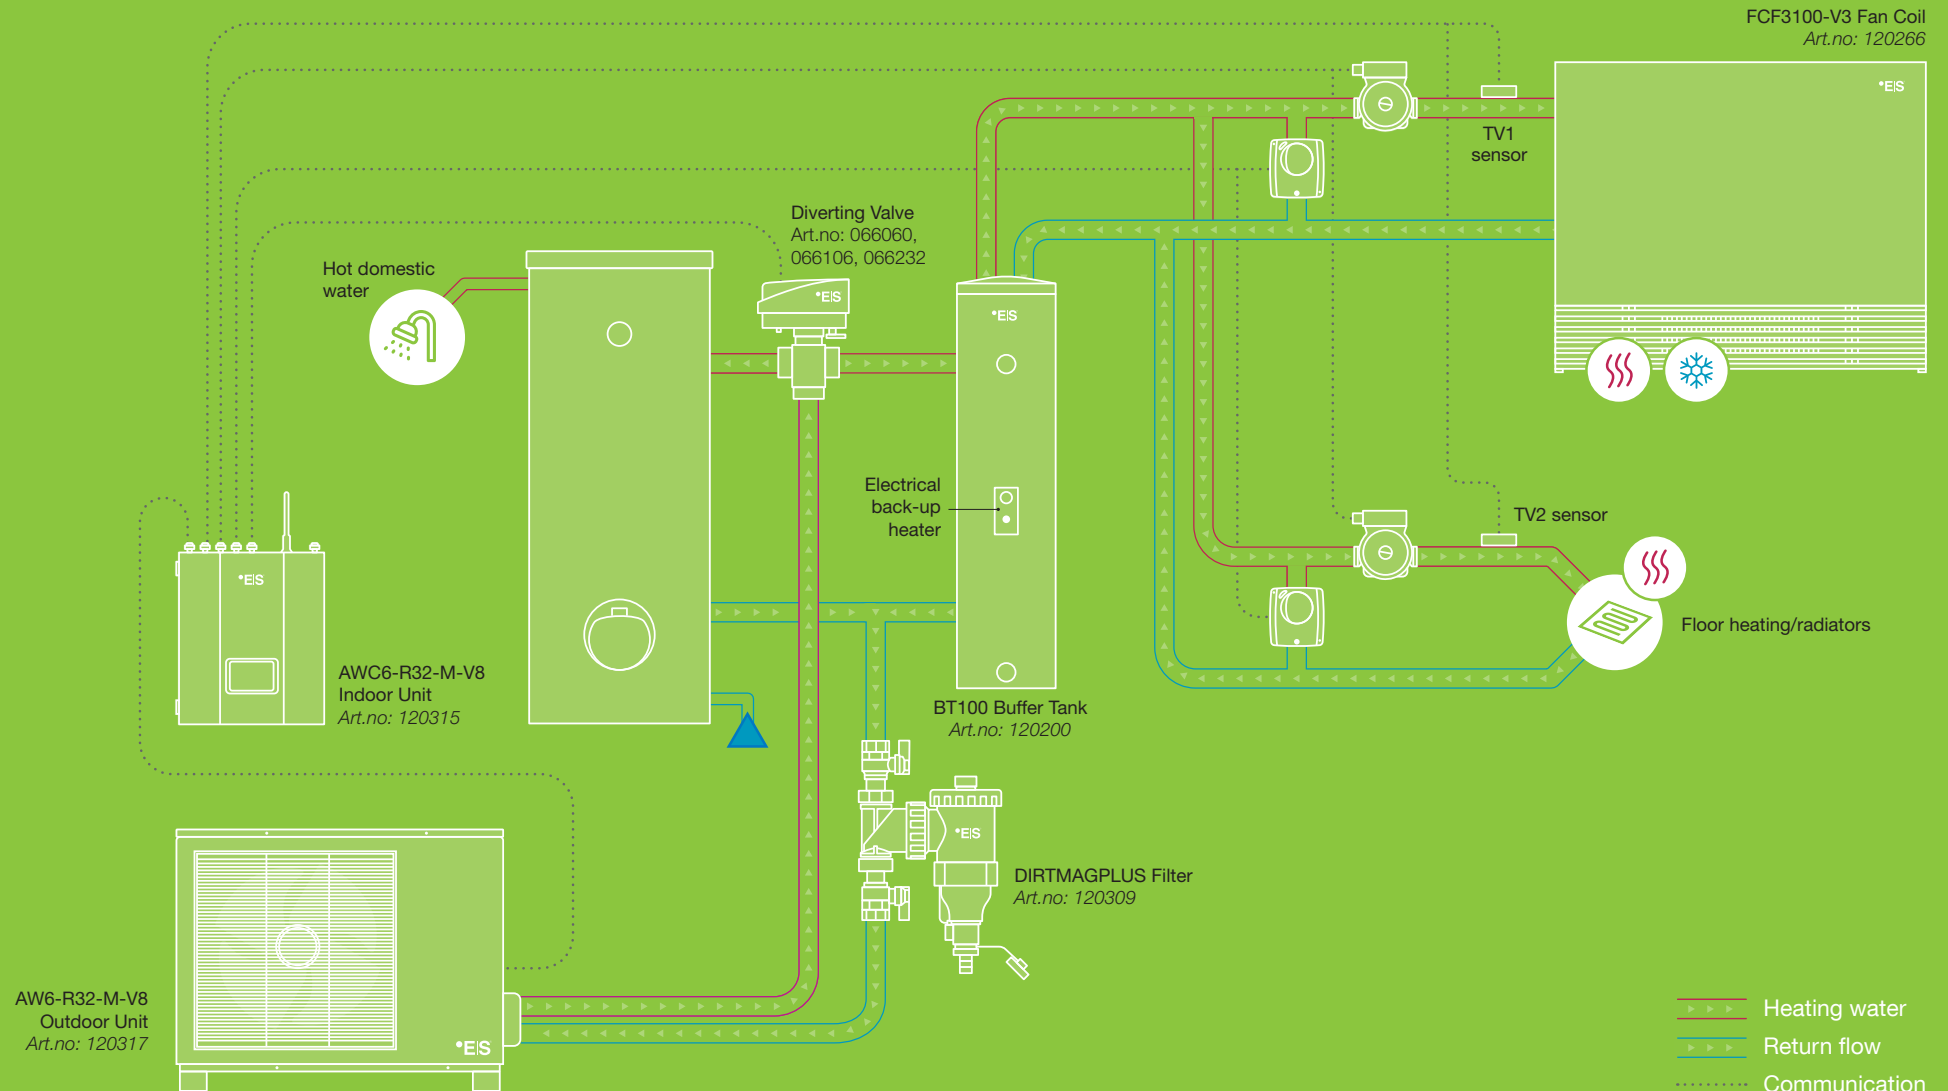 FCF3100-V3 Fan Coil
Art.no: 120266
°E|S
TV1
sensor
Diverting Valve
Art.no: 066060,
066106, 066232
°E|S
Hot domestic
water
°E|S
Electrical
back-up
heater
TV2 sensor
Floor heating/radiators
°E|S
AWC6-R32-M-V8
Indoor Unit
Art.no: 120315
BT100 Buffer Tank
Art.no: 120200
°E|S
DIRTMAGPLUS Filter
Art.no: 120309
AW6-R32-M-V8
Outdoor Unit
Art.no: 120317
°E|S
Heating water
Return flow
Communication